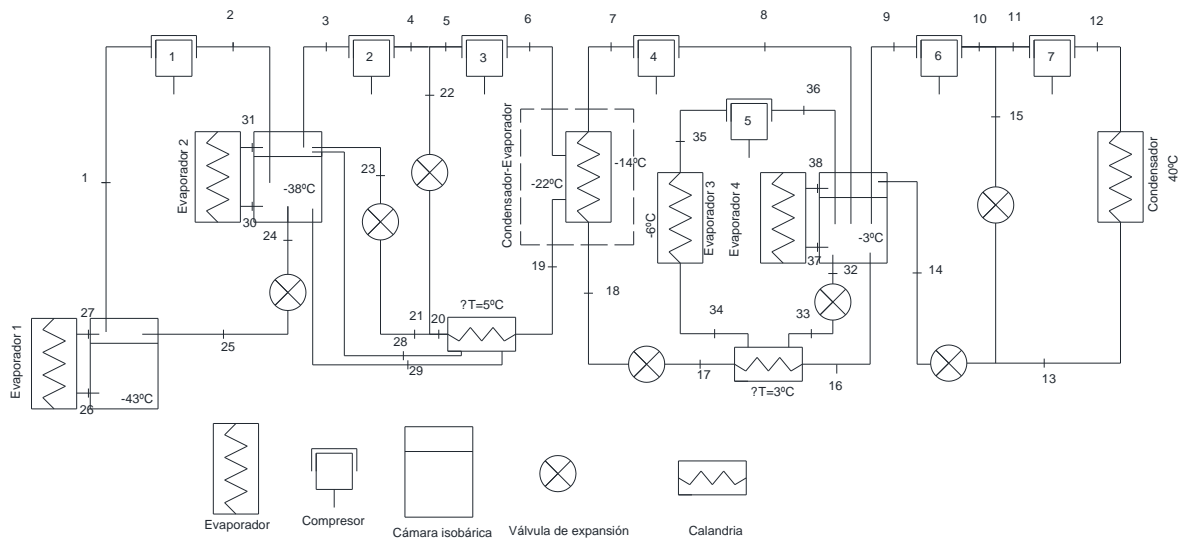 2
3
4
5
6
7
8
9
10
11
12
1
2
3
4
6
7
22
36
15
5
31
Evaporador 2
-38ºC
23
30
24
1
Condensador-Evaporador
-22ºC
-14ºC
35
-6ºC
Evaporador 3
38
Evaporador 4
-3ºC
37
32
14
Condensador
40ºC
19
18
?T=5ºC
21
20
28
29
34
33
?T=3ºC
17
16
13
Evaporador 1
27
25
26
-43ºC
Evaporador
Compresor
Cámara isobárica
Válvula de expansión
Calandria